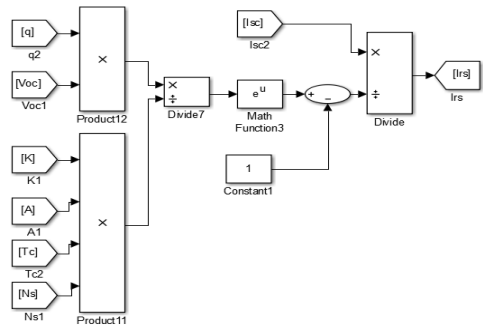 [q]
q2
[Voc]
Voc1
×
Product12
[K]
K1
[A]
A1
[Tc]
Tc2
[Ns]
Ns1
×
Product11
×
÷
Divide7
e^u
Math
Function3
1
Constant1
+
−
[Isc]
Isc2
×
÷
Divide
[Irs]
Irs